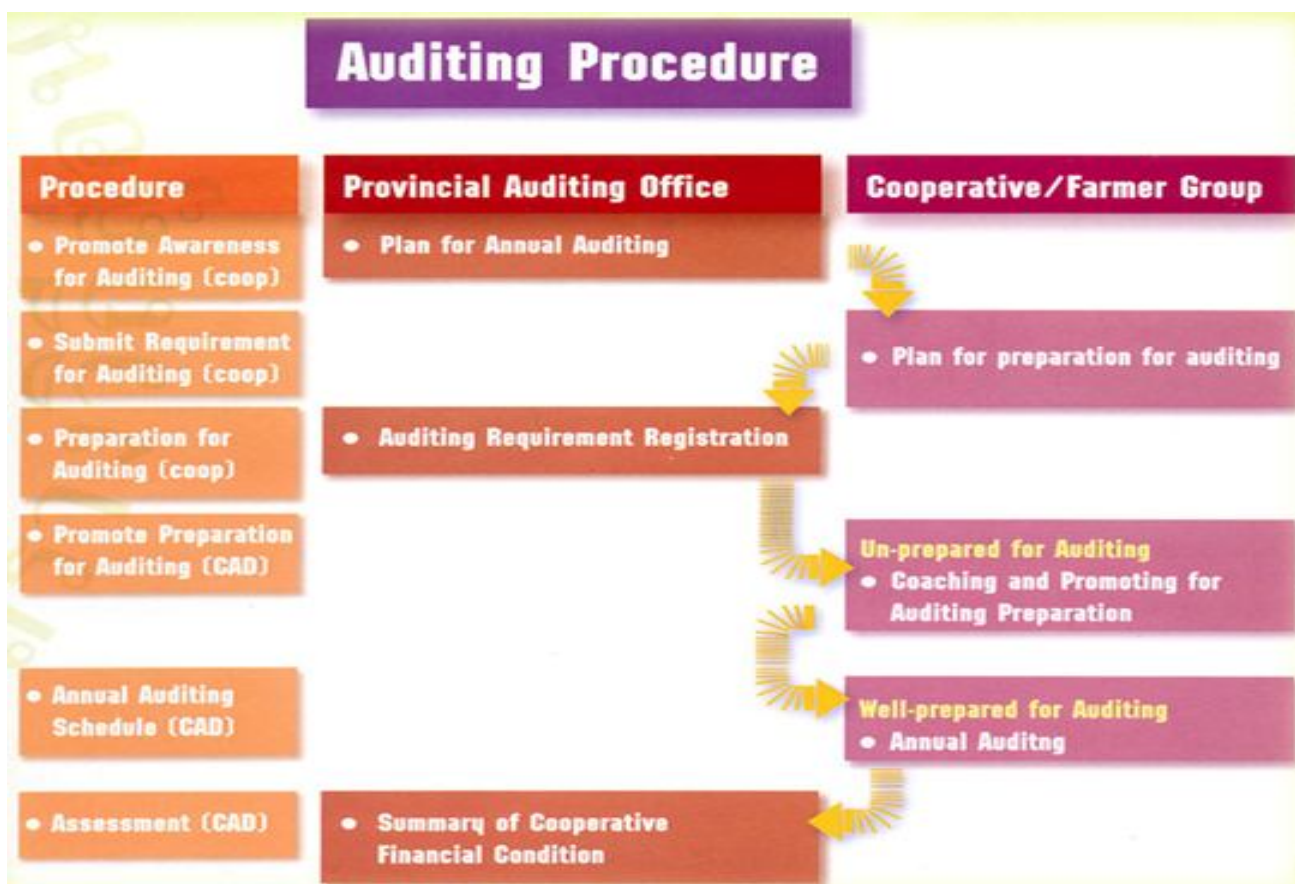 Auditing Procedure
Procedure
• Promote Awareness
for Auditing (coop)
• Submit Requirement
for Auditing (coop)
• Preparation for
Auditing (coop)
• Promote Preparation
for Auditing (CAD)
• Annual Auditing
Schedule (CAD)
• Assessment (CAD)
Provincial Auditing Office
• Plan for Annual Auditing
• Auditing Requirement Registration
• Summary of Cooperative
Financial Condition
Cooperative/Farmer Group
• Plan for preparation for auditing
Un-prepared for Auditing
• Coaching and Promoting for
Auditing Preparation
Well-prepared for Auditing
• Annual Auditng